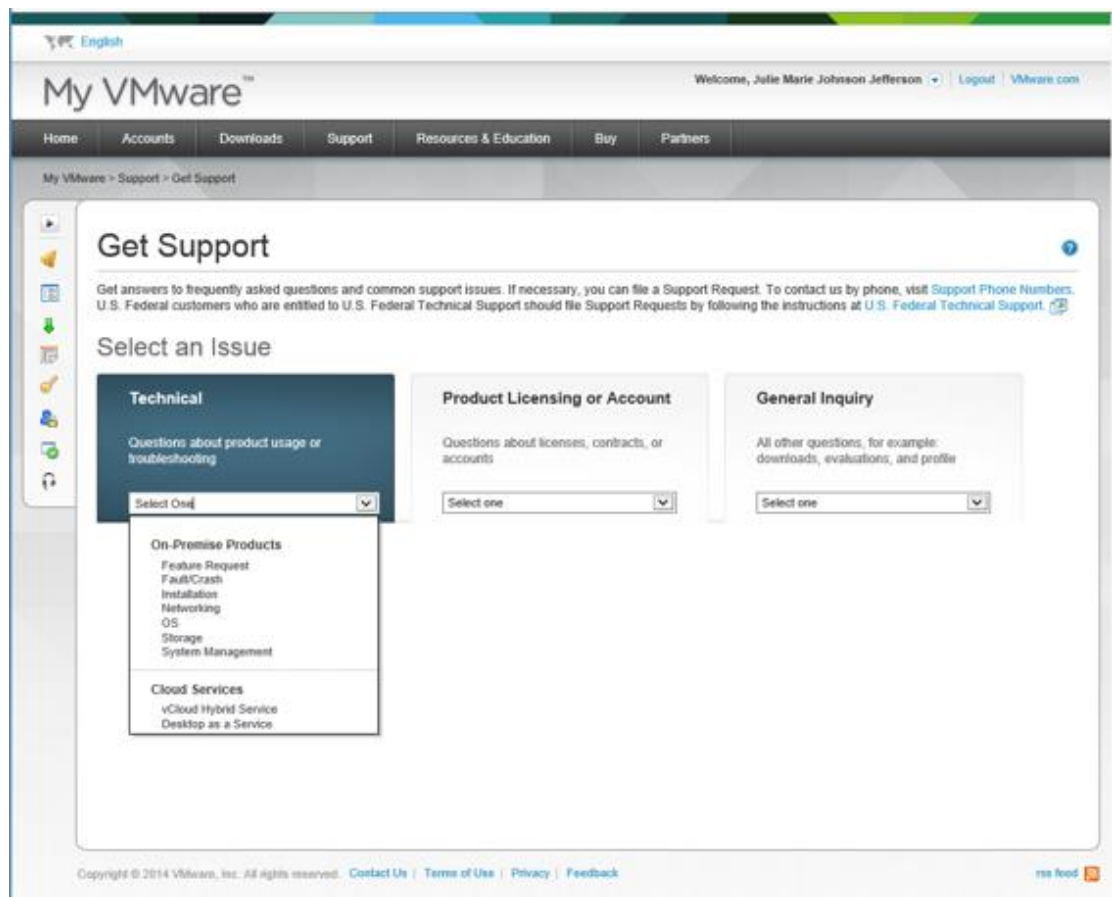 English
My VMware™
Welcome, Julie Marie Johnson Jefferson | Logout | VMware.com
Home Accounts Downloads Support Resources & Education Buy Partners
My VMware > Support > Get Support
Get Support
Get answers to frequently asked questions and common support issues. If necessary, you can file a Support Request. To contact us by phone, visit Support Phone Numbers.
U.S. Federal customers who are entitled to U.S. Federal Technical Support should file Support Requests by following the instructions at U.S. Federal Technical Support.
Select an Issue
Technical
Questions about product usage or
troubleshooting
Select One
On-Premise Products
Feature Request
Fault/Crash
Installation
Networking
OS
Storage
System Management
Cloud Services
vCloud Hybrid Service
Desktop as a Service
Product Licensing or Account
Questions about licenses, contracts, or
accounts
Select one
General Inquiry
All other questions, for example:
downloads, evaluations, and profile
Select one
Copyright © 2014 VMware, Inc. All rights reserved. Contact Us | Terms of Use | Privacy | Feedback
rss feed